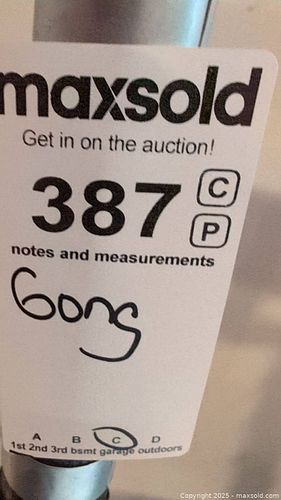 maxsold
Get in on the auction!
387 C
P
notes and measurements
Gong
A B C D
1st 2nd 3rd bsmt garage outdoors
Copyright 2025 - maxsold.com